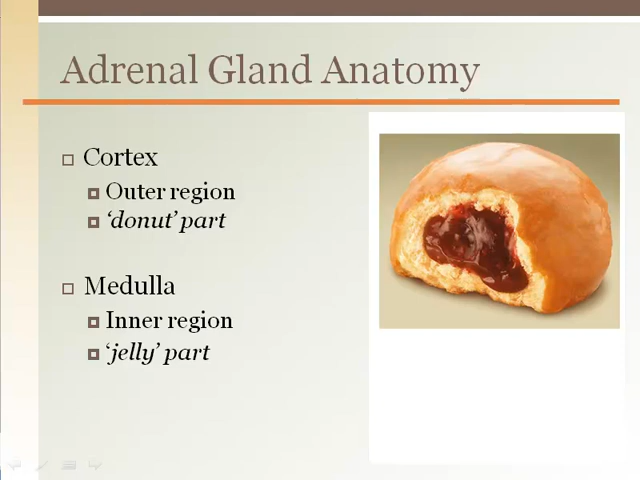 Adrenal Gland Anatomy
Cortex
Outer region
‘donut’ part
Medulla
Inner region
‘jelly’ part